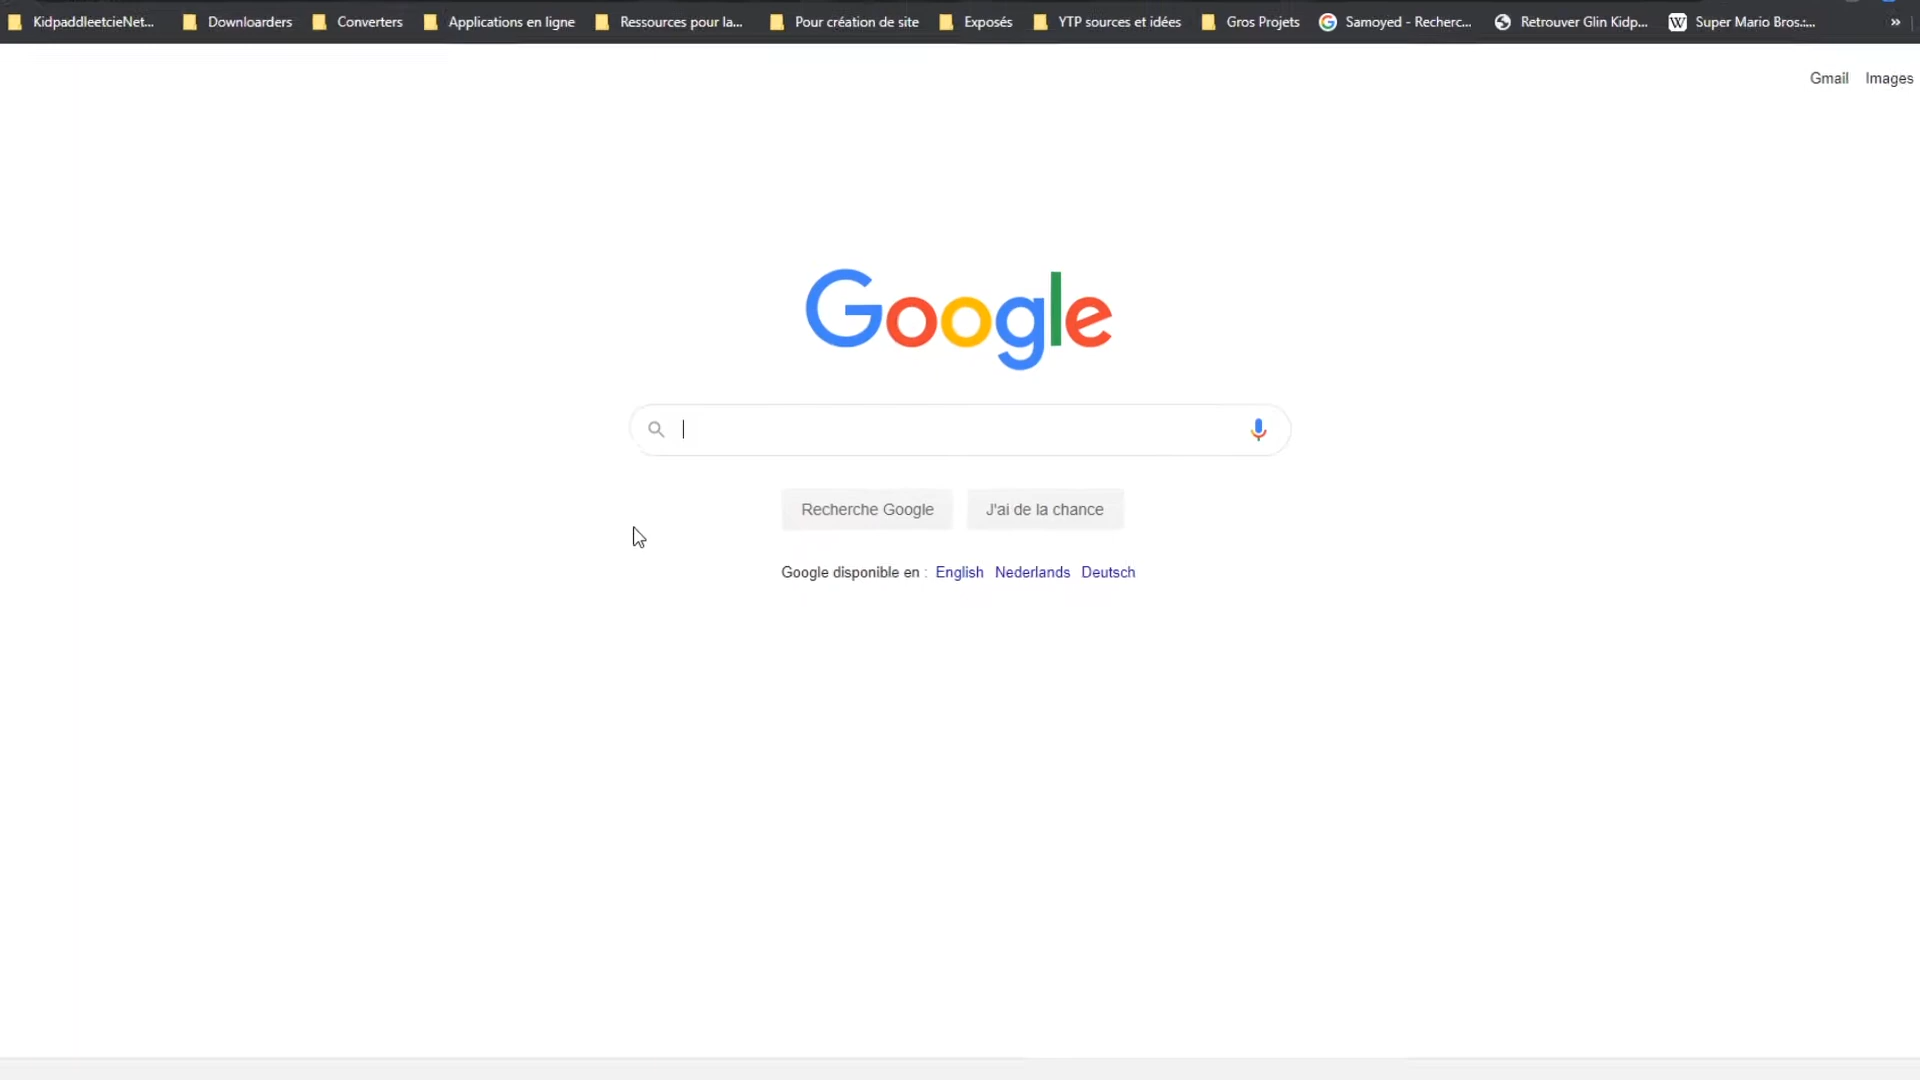 KidpaddleetcieNet... Downloarders Converters Applications en ligne Ressources pour la... Pour création de site Exposés YTP sources et idées Gros Projets Samoyed - Recherc... Retrouver Glin Kidp... Super Mario Bros.:... »
Gmail Images
Google
Recherche Google J'ai de la chance
Google disponible en : English Nederlands Deutsch